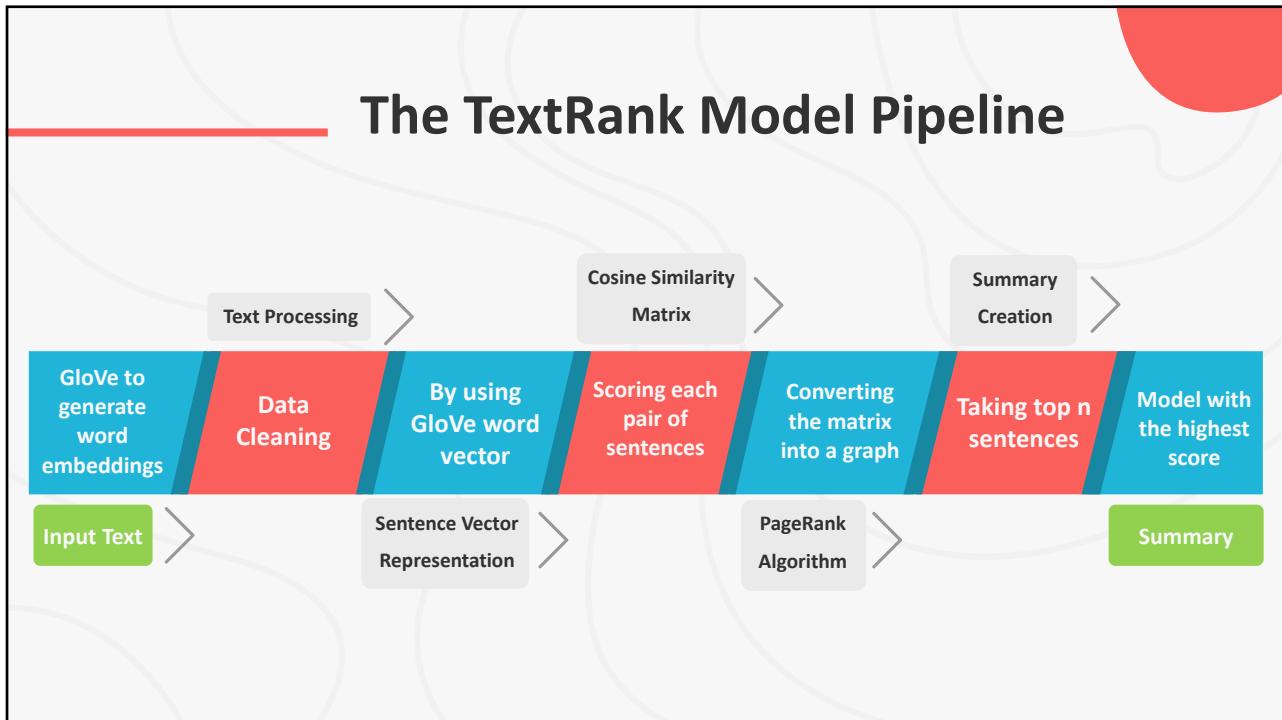 The TextRank Model Pipeline
Text Processing
Cosine Similarity
Matrix
Summary
Creation
GloVe to
generate
word
embeddings
Data
Cleaning
By using
GloVe word
vector
Scoring each
pair of
sentences
Converting
the matrix
into a graph
Taking top n
sentences
Model with
the highest
score
Input Text
Sentence Vector
Representation
PageRank
Algorithm
Summary